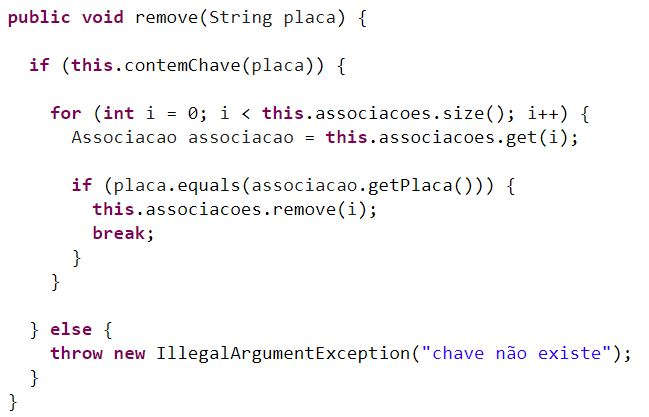 public void remove(String placa) {
if (this.contemChave(placa)) {
for (int i = 0; i < this.associacoes.size(); i++) {
Associacao associacao = this.associacoes.get(i);
if (placa.equals(associacao.getPlaca())) {
this.associacoes.remove(i);
break;
}
}
} else {
throw new IllegalArgumentException("chave não existe");
}
}